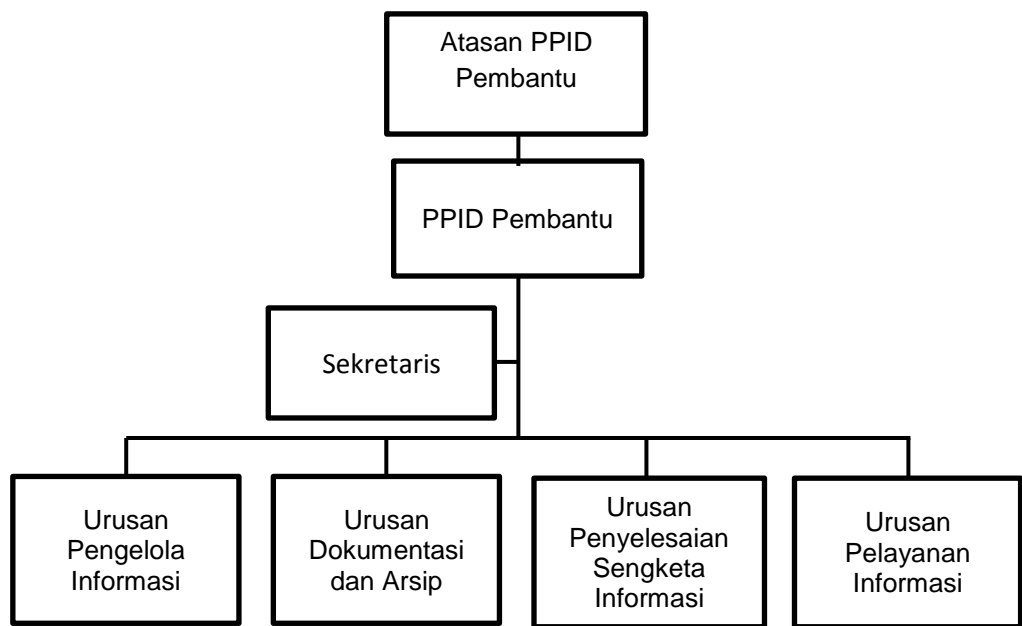 Atasan PPID
Pembantu
PPID Pembantu
Sekretaris
Urusan
Pengelola
Informasi
Urusan
Dokumentasi
dan Arsip
Urusan
Penyelesaian
Sengketa
Informasi
Urusan
Pelayanan
Informasi